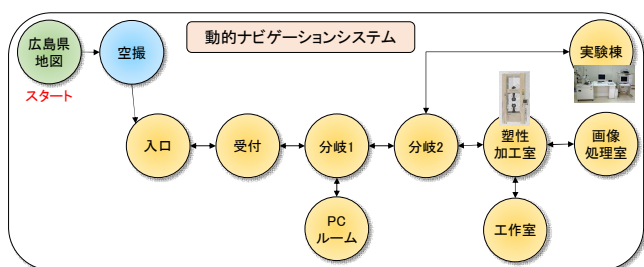 動的ナビゲーションシステム
広島県
地図
空撮
実験棟
スタート
入口
受付
分岐1
分岐2
塑性
加工室
画像
処理室
PC
ルーム
工作室